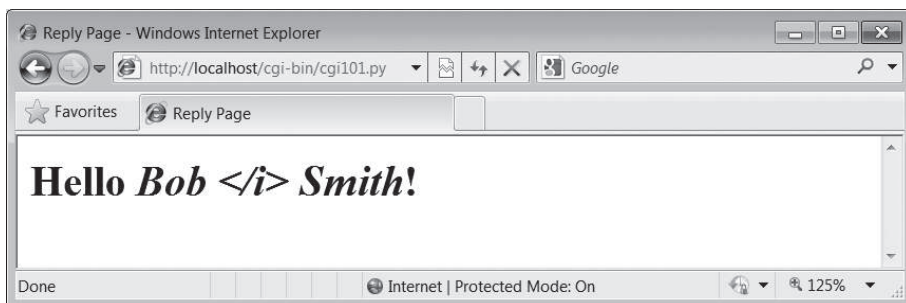 Reply Page - Windows Internet Explorer
http://localhost/cgi-bin/cgi101.py
Google
Favorites
Reply Page
Hello Bob </i> Smith!
Done
Internet | Protected Mode: On
125%